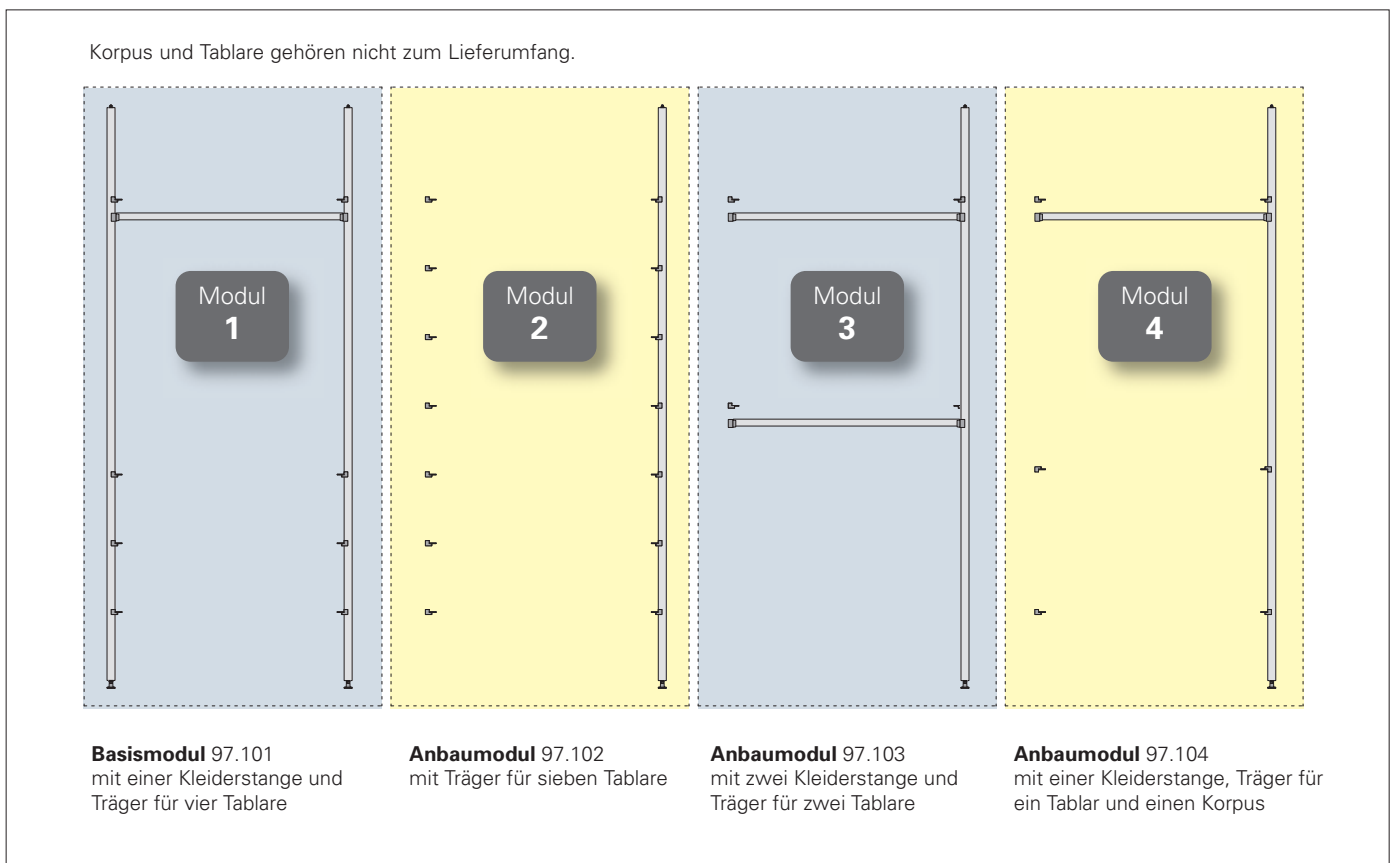 Korpus und Tablare gehören nicht zum Lieferumfang.
Modul
1
Modul
2
Modul
3
Modul
4
Basismodul 97.101
mit einer Kleiderstange und
Träger für vier Tablare
Anbaumodul 97.102
mit Träger für sieben Tablare
Anbaumodul 97.103
mit zwei Kleiderstange und
Träger für zwei Tablare
Anbaumodul 97.104
mit einer Kleiderstange, Träger für
ein Tablar und einen Korpus